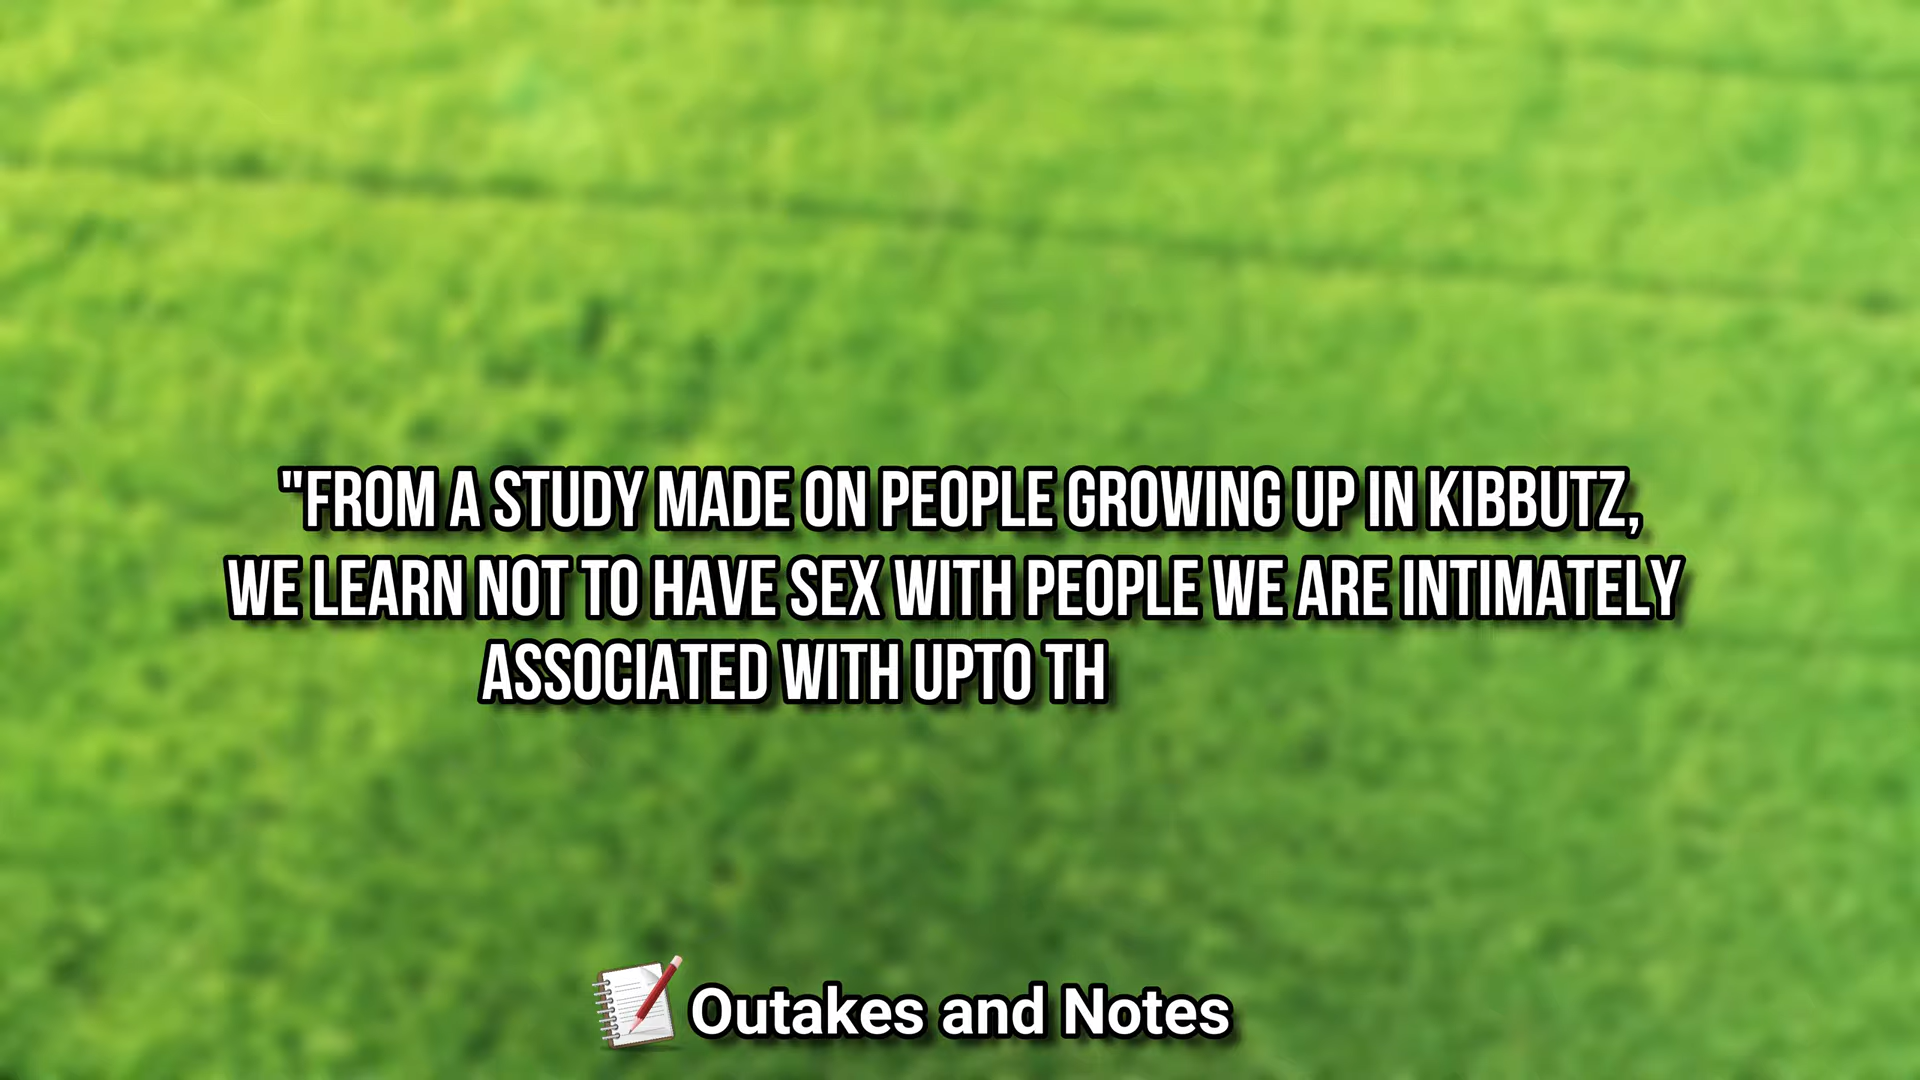 "FROM A STUDY MADE ON PEOPLE GROWING UP IN KIBBUTZ,
WE LEARN NOT TO HAVE SEX WITH PEOPLE WE ARE INTIMATELY
ASSOCIATED WITH UPTO TH
Outakes and Notes